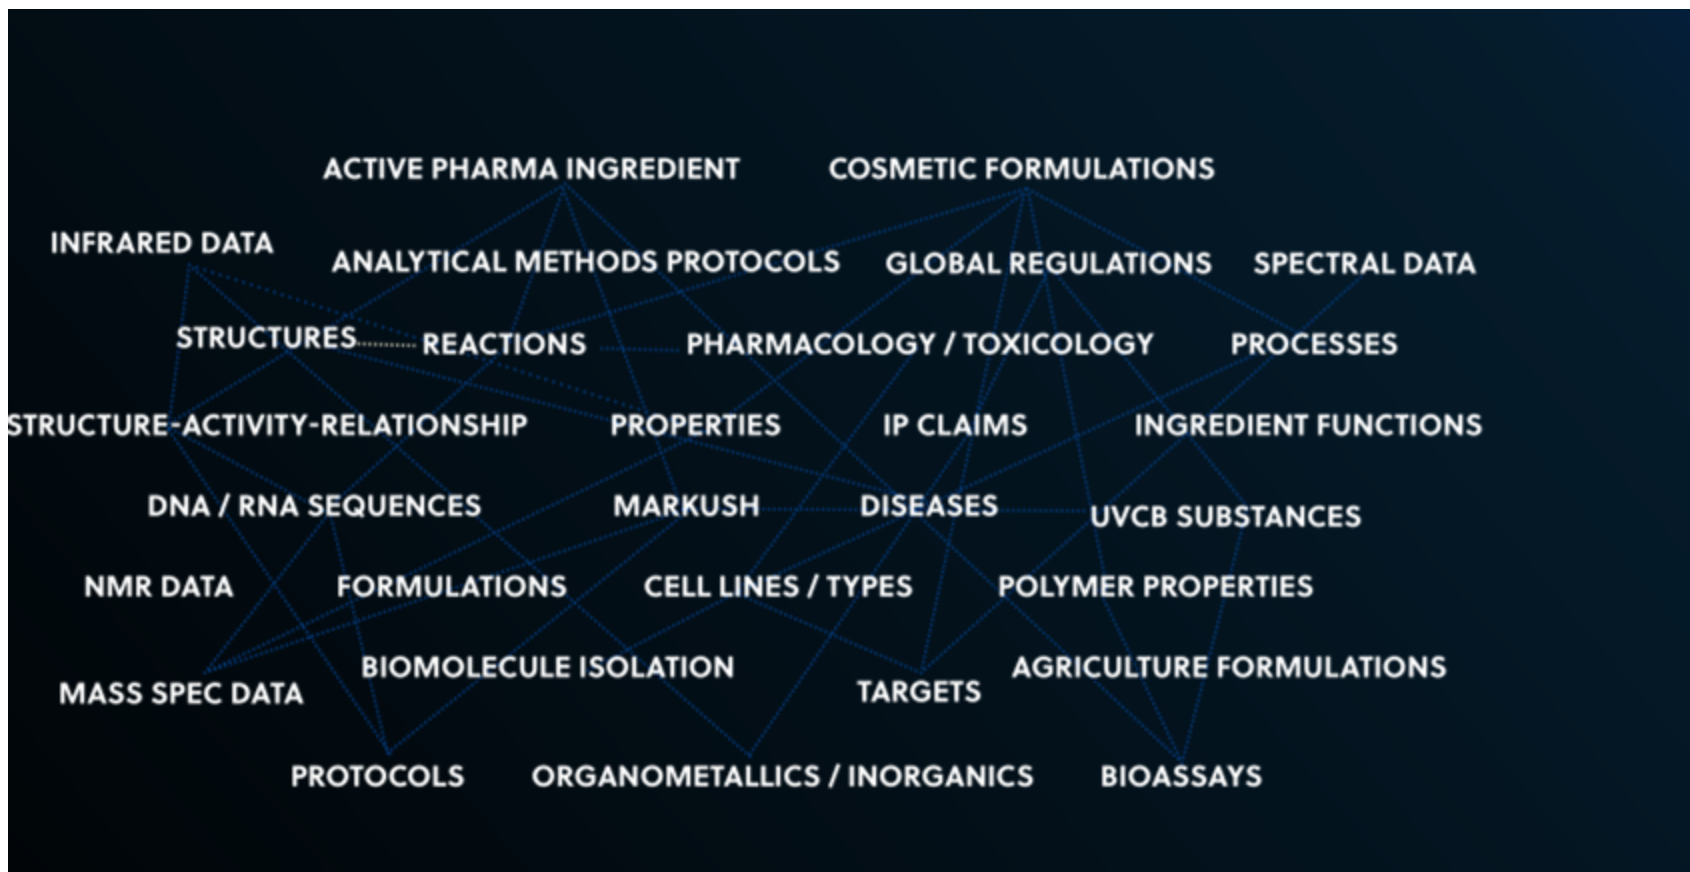 ACTIVE PHARMA INGREDIENT
COSMETIC FORMULATIONS
INFRARED DATA
ANALYTICAL METHODS PROTOCOLS
GLOBAL REGULATIONS
SPECTRAL DATA
STRUCTURES
REACTIONS
PHARMACOLOGY / TOXICOLOGY
PROCESSES
STRUCTURE-ACTIVITY-RELATIONSHIP
PROPERTIES
IP CLAIMS
INGREDIENT FUNCTIONS
DNA / RNA SEQUENCES
MARKUSH
DISEASES
UVCB SUBSTANCES
NMR DATA
FORMULATIONS
CELL LINES / TYPES
POLYMER PROPERTIES
MASS SPEC DATA
BIOMOLECULE ISOLATION
TARGETS
AGRICULTURE FORMULATIONS
PROTOCOLS
ORGANOMETALLICS / INORGANICS
BIOASSAYS